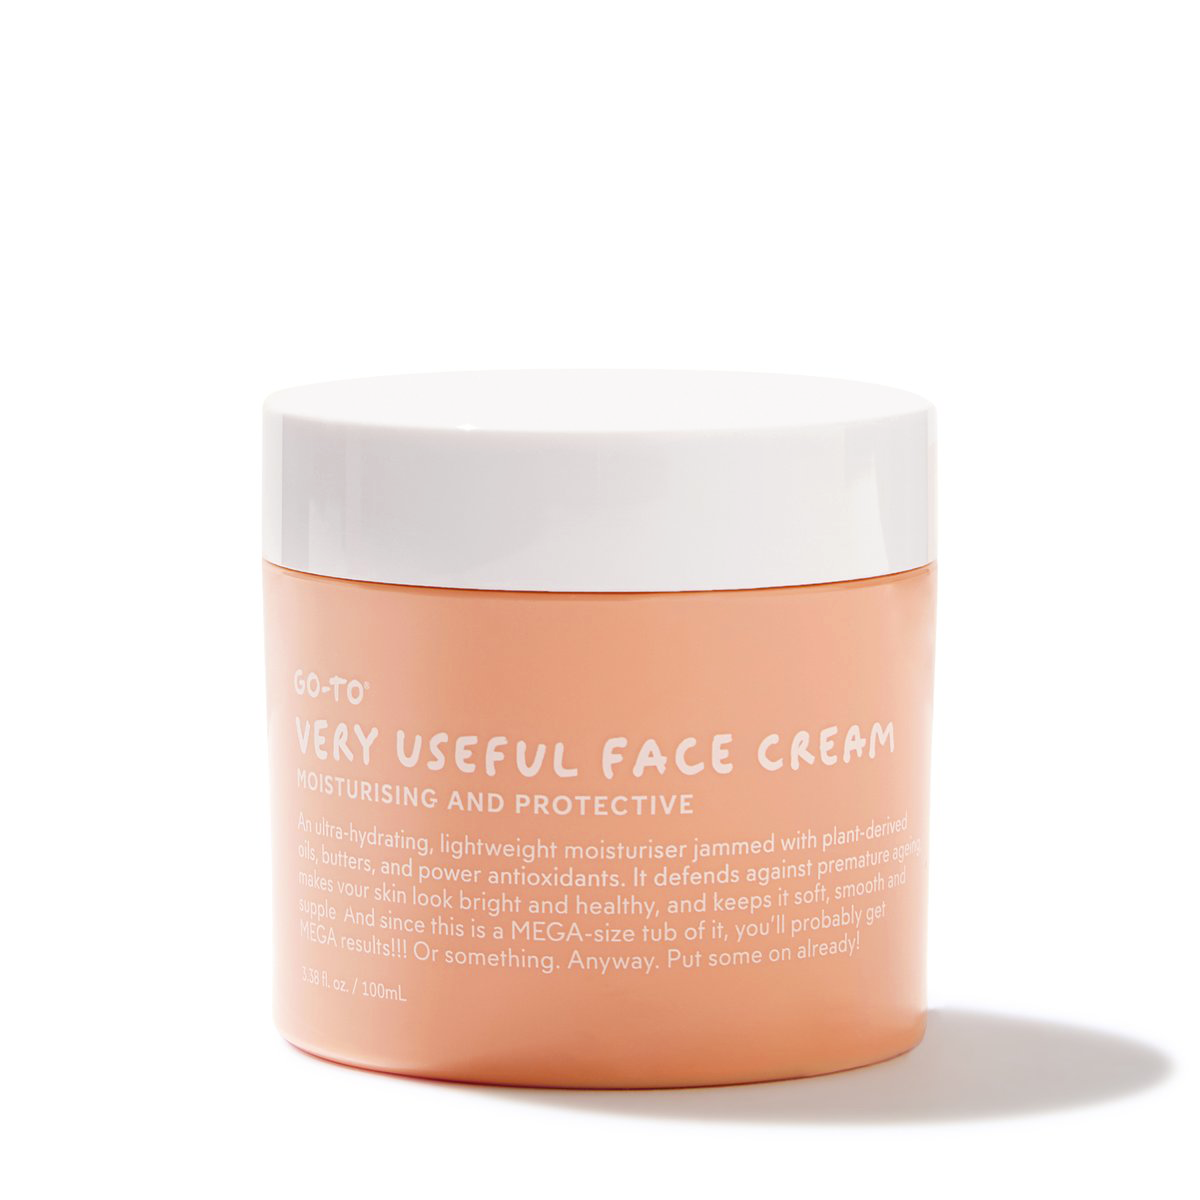 GO-TO®
VERY USEFUL FACE CREAM
MOISTURISING AND PROTECTIVE
An ultra-hydrating, lightweight moisturiser jammed with plant-derived
oils, butters, and power antioxidants. It defends against premature ageing,
makes your skin look bright and healthy, and keeps it soft, smooth and
supple. And since this is a MEGA-size tub of it, you'll probably get
MEGA results!!! Or something. Anyway. Put some on already!
3.38 fl. oz. / 100mL